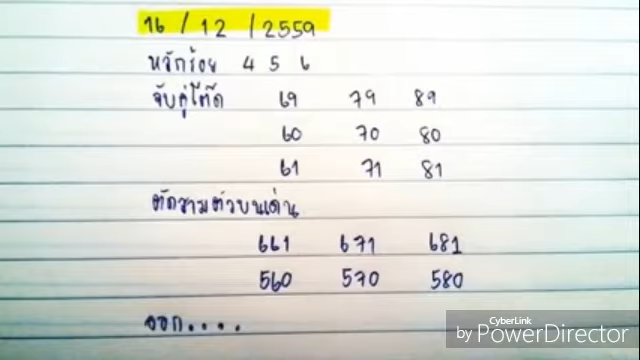 16 / 12 / 2559
หลักร้อย 4 5 6
จับคู่โต๊ด 69 79 89
60 70 80
61 71 81
ตัดสามตัวบนเด่น
661 671 681
560 570 580
ออก....
CyberLink
by PowerDirector